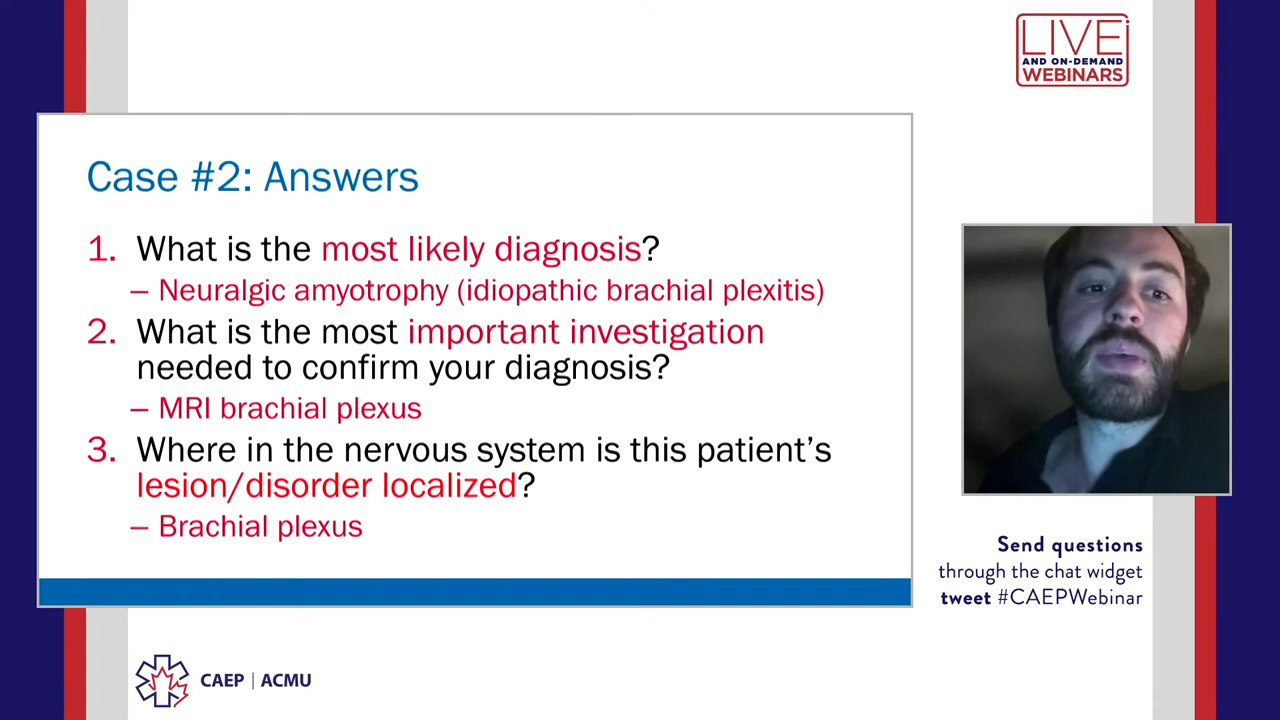 LIVE
AND ON-DEMAND
WEBINARS
Case #2: Answers
1. What is the most likely diagnosis?
– Neuralgic amyotrophy (idiopathic brachial plexitis)
2. What is the most important investigation
needed to confirm your diagnosis?
– MRI brachial plexus
3. Where in the nervous system is this patient’s
lesion/disorder localized?
– Brachial plexus
Send questions
through the chat widget
tweet #CAEPWebinar
CAEP | ACMU